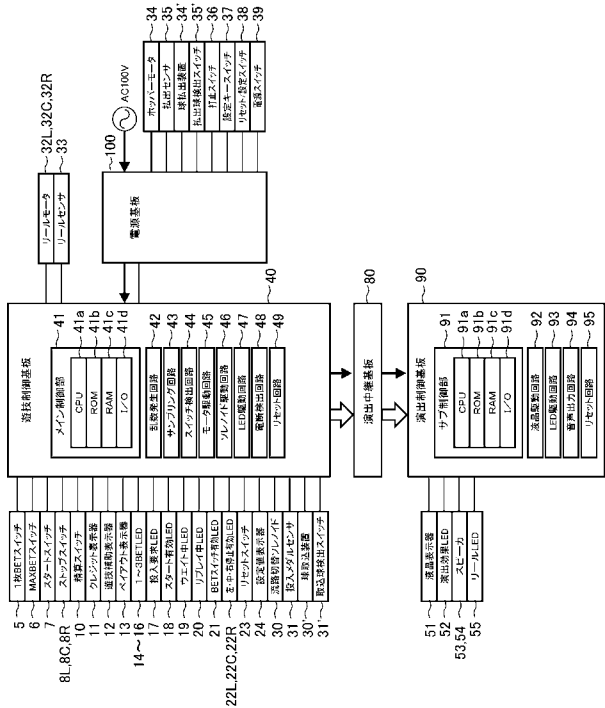 5 1枚BETスイッチ
6 MAXBETスイッチ
7 スタートスイッチ
8L,8C,8R ストップスイッチ
10 精算スイッチ
11 クレジット表示器
12 遊技補助表示器
13 ペイアウト表示器
14～16 1～3BETLED
17 投入要求LED
18 スタート有効LED
19 ウエイト中LED
20 リプレイ中LED
21 BETスイッチ有効LED
22L,22C,22R 左・中・右停止有効LED
23 リセットスイッチ
24 設定値表示器
30 流路切替ソレノイド
31 投入メダルセンサ
30' 球取込装置
31' 取込球検出スイッチ
遊技制御基板
40
メイン制御部 41
CPU 41a
ROM 41b
RAM 41c
I/O 41d
乱数発生回路 42
サンプリング回路 43
スイッチ検出回路 44
モータ駆動回路 45
ソレノイド駆動回路 46
LED駆動回路 47
電断検出回路 48
リセット回路 49
リールモータ 32L,32C,32R
リールセンサ 33
電源基板
100
AC100V
ホッパーモータ 34
払出センサ 35
球払出装置 34'
払出球検出スイッチ 35'
打止スイッチ 36
設定キースイッチ 37
リセット/設定スイッチ 38
電源スイッチ 39
演出中継基板
80
51 液晶表示器
52 演出効果LED
53,54 スピーカ
55 リールLED
演出制御基板
90
サブ制御部 91
CPU 91a
ROM 91b
RAM 91c
I/O 91d
液晶駆動回路 92
LED駆動回路 93
音声出力回路 94
リセット回路 95